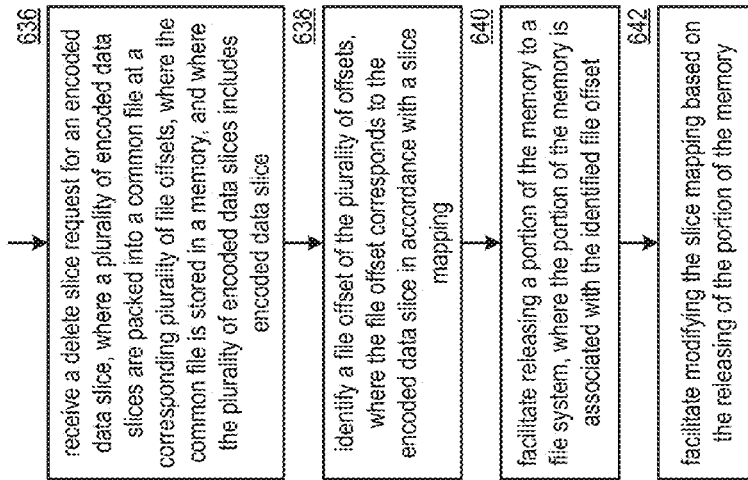 636
receive a delete slice request for an encoded
data slice, where a plurality of encoded data
slices are packed into a common file at a
corresponding plurality of file offsets, where the
common file is stored in a memory, and where
the plurality of encoded data slices includes
encoded data slice
638
identify a file offset of the plurality of offsets,
where the file offset corresponds to the
encoded data slice in accordance with a slice
mapping
640
facilitate releasing a portion of the memory to a
file system, where the portion of the memory is
associated with the identified file offset
642
facilitate modifying the slice mapping based on
the releasing of the portion of the memory